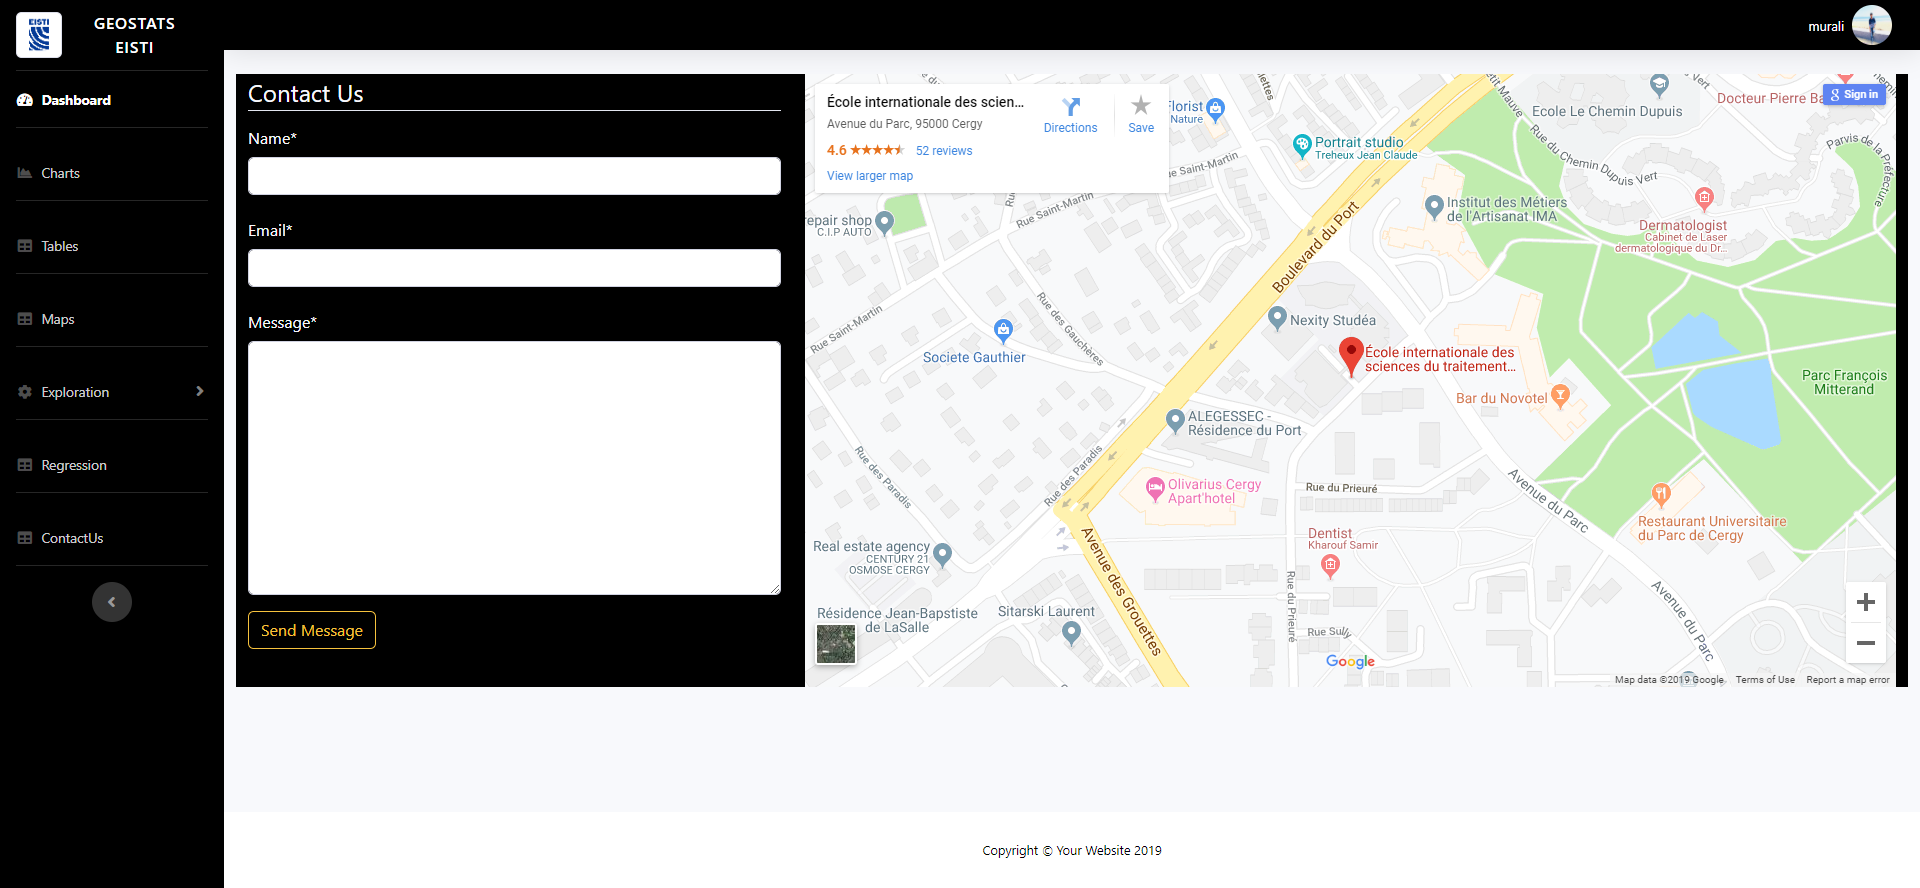 EISTI
GEOSTATS
EISTI
murali
Dashboard
Charts
Tables
Maps
Exploration
Regression
ContactUs
Contact Us
Name*
Email*
Message*
Send Message
École internationale des scien...
Avenue du Parc, 95000 Cergy
4.6
52 reviews
View larger map
Directions
Save
Sign in
Florist
Nature
Portrait studio
Treheux Jean Claude
Ecole Le Chemin Dupuis
Docteur Pierre Ba
Rue du Chemin Dupuis Vert
Parvis de la Préfecture
Rue Saint-Martin
Rue Saint-Martin
repair shop
C.I.P AUTO
Institut des Métiers
de l'Artisanat IMA
Dermatologist
Cabinet de Laser
dermatologique du Dr...
Boulevard du Port
Rue des Gauchères
Rue Saint-Martin
Nexity Studéa
Societe Gauthier
École internationale des
sciences du traitement...
Parc François
Mitterand
Bar du Novotel
ALEGESSEC -
Résidence du Port
Rue des Paradis
Rue des Paradis
Olivarius Cergy
Apart'hotel
Rue du Prieuré
Avenue du Parc
Restaurant Universitaire
du Parc de Cergy
Dentist
Kharouf Samir
Real estate agency
CENTURY 21
OSMOSE CERGY
Avenue des Grouettes
Rue du Prieuré
Avenue du Parc
Résidence Jean-Bapstiste
de LaSalle
Sitarski Laurent
Rue Sully
Google
Map data ©2019 Google
Terms of Use
Report a map error
Copyright © Your Website 2019